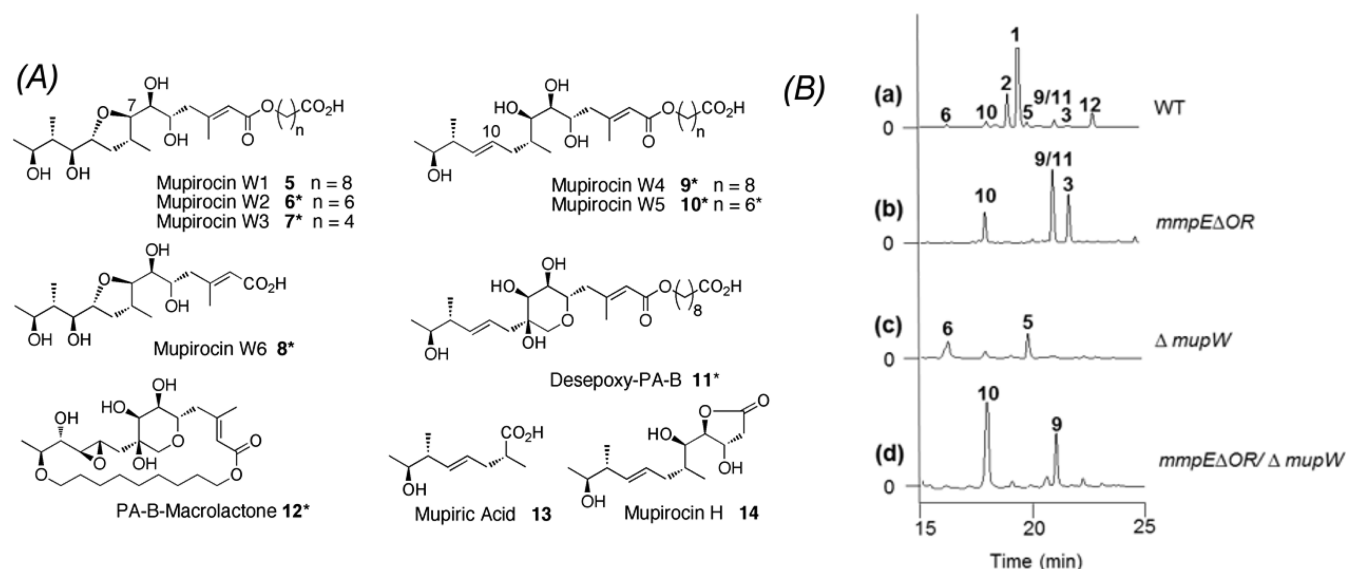 (A)
OH
O
7
CO₂H
O
n
O
OH
OH
OH
Mupirocin W1 5 n = 8
Mupirocin W2 6* n = 6
Mupirocin W3 7* n = 4
OH
HO
CO₂H
O
n
10
OH
O
OH
Mupirocin W4 9* n = 8
Mupirocin W5 10* n = 6*
OH
O
CO₂H
OH
OH
OH
Mupirocin W6 8*
OH
HO
CO₂H
O
8
O
O
OH
OH
Desepoxy-PA-B 11*
OH
HO
OH
O
O
OH
O
O
O
PA-B-Macrolactone 12*
CO₂H
OH
Mupiric Acid 13
O
O
HO
OH
OH
Mupirocin H 14
(B)
(a)
0
6
10
2
1
5
9/11
3
12
WT
(b)
0
10
9/11
3
mmpEΔOR
(c)
0
6
5
Δ mupW
(d)
0
10
9
mmpEΔOR/ Δ mupW
15
20
25
Time (min)